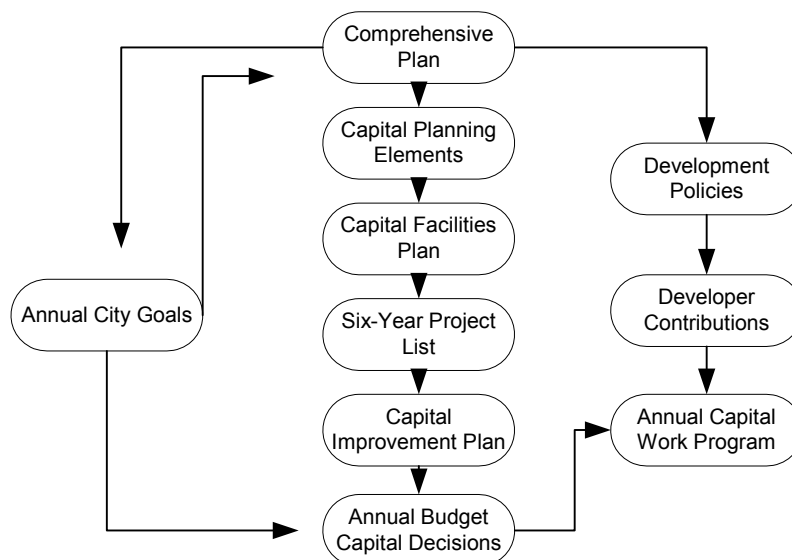 Comprehensive
Plan
Capital Planning
Elements
Development
Policies
Capital Facilities
Plan
Annual City Goals
Developer
Contributions
Six-Year Project
List
Capital
Improvement Plan
Annual Capital
Work Program
Annual Budget
Capital Decisions